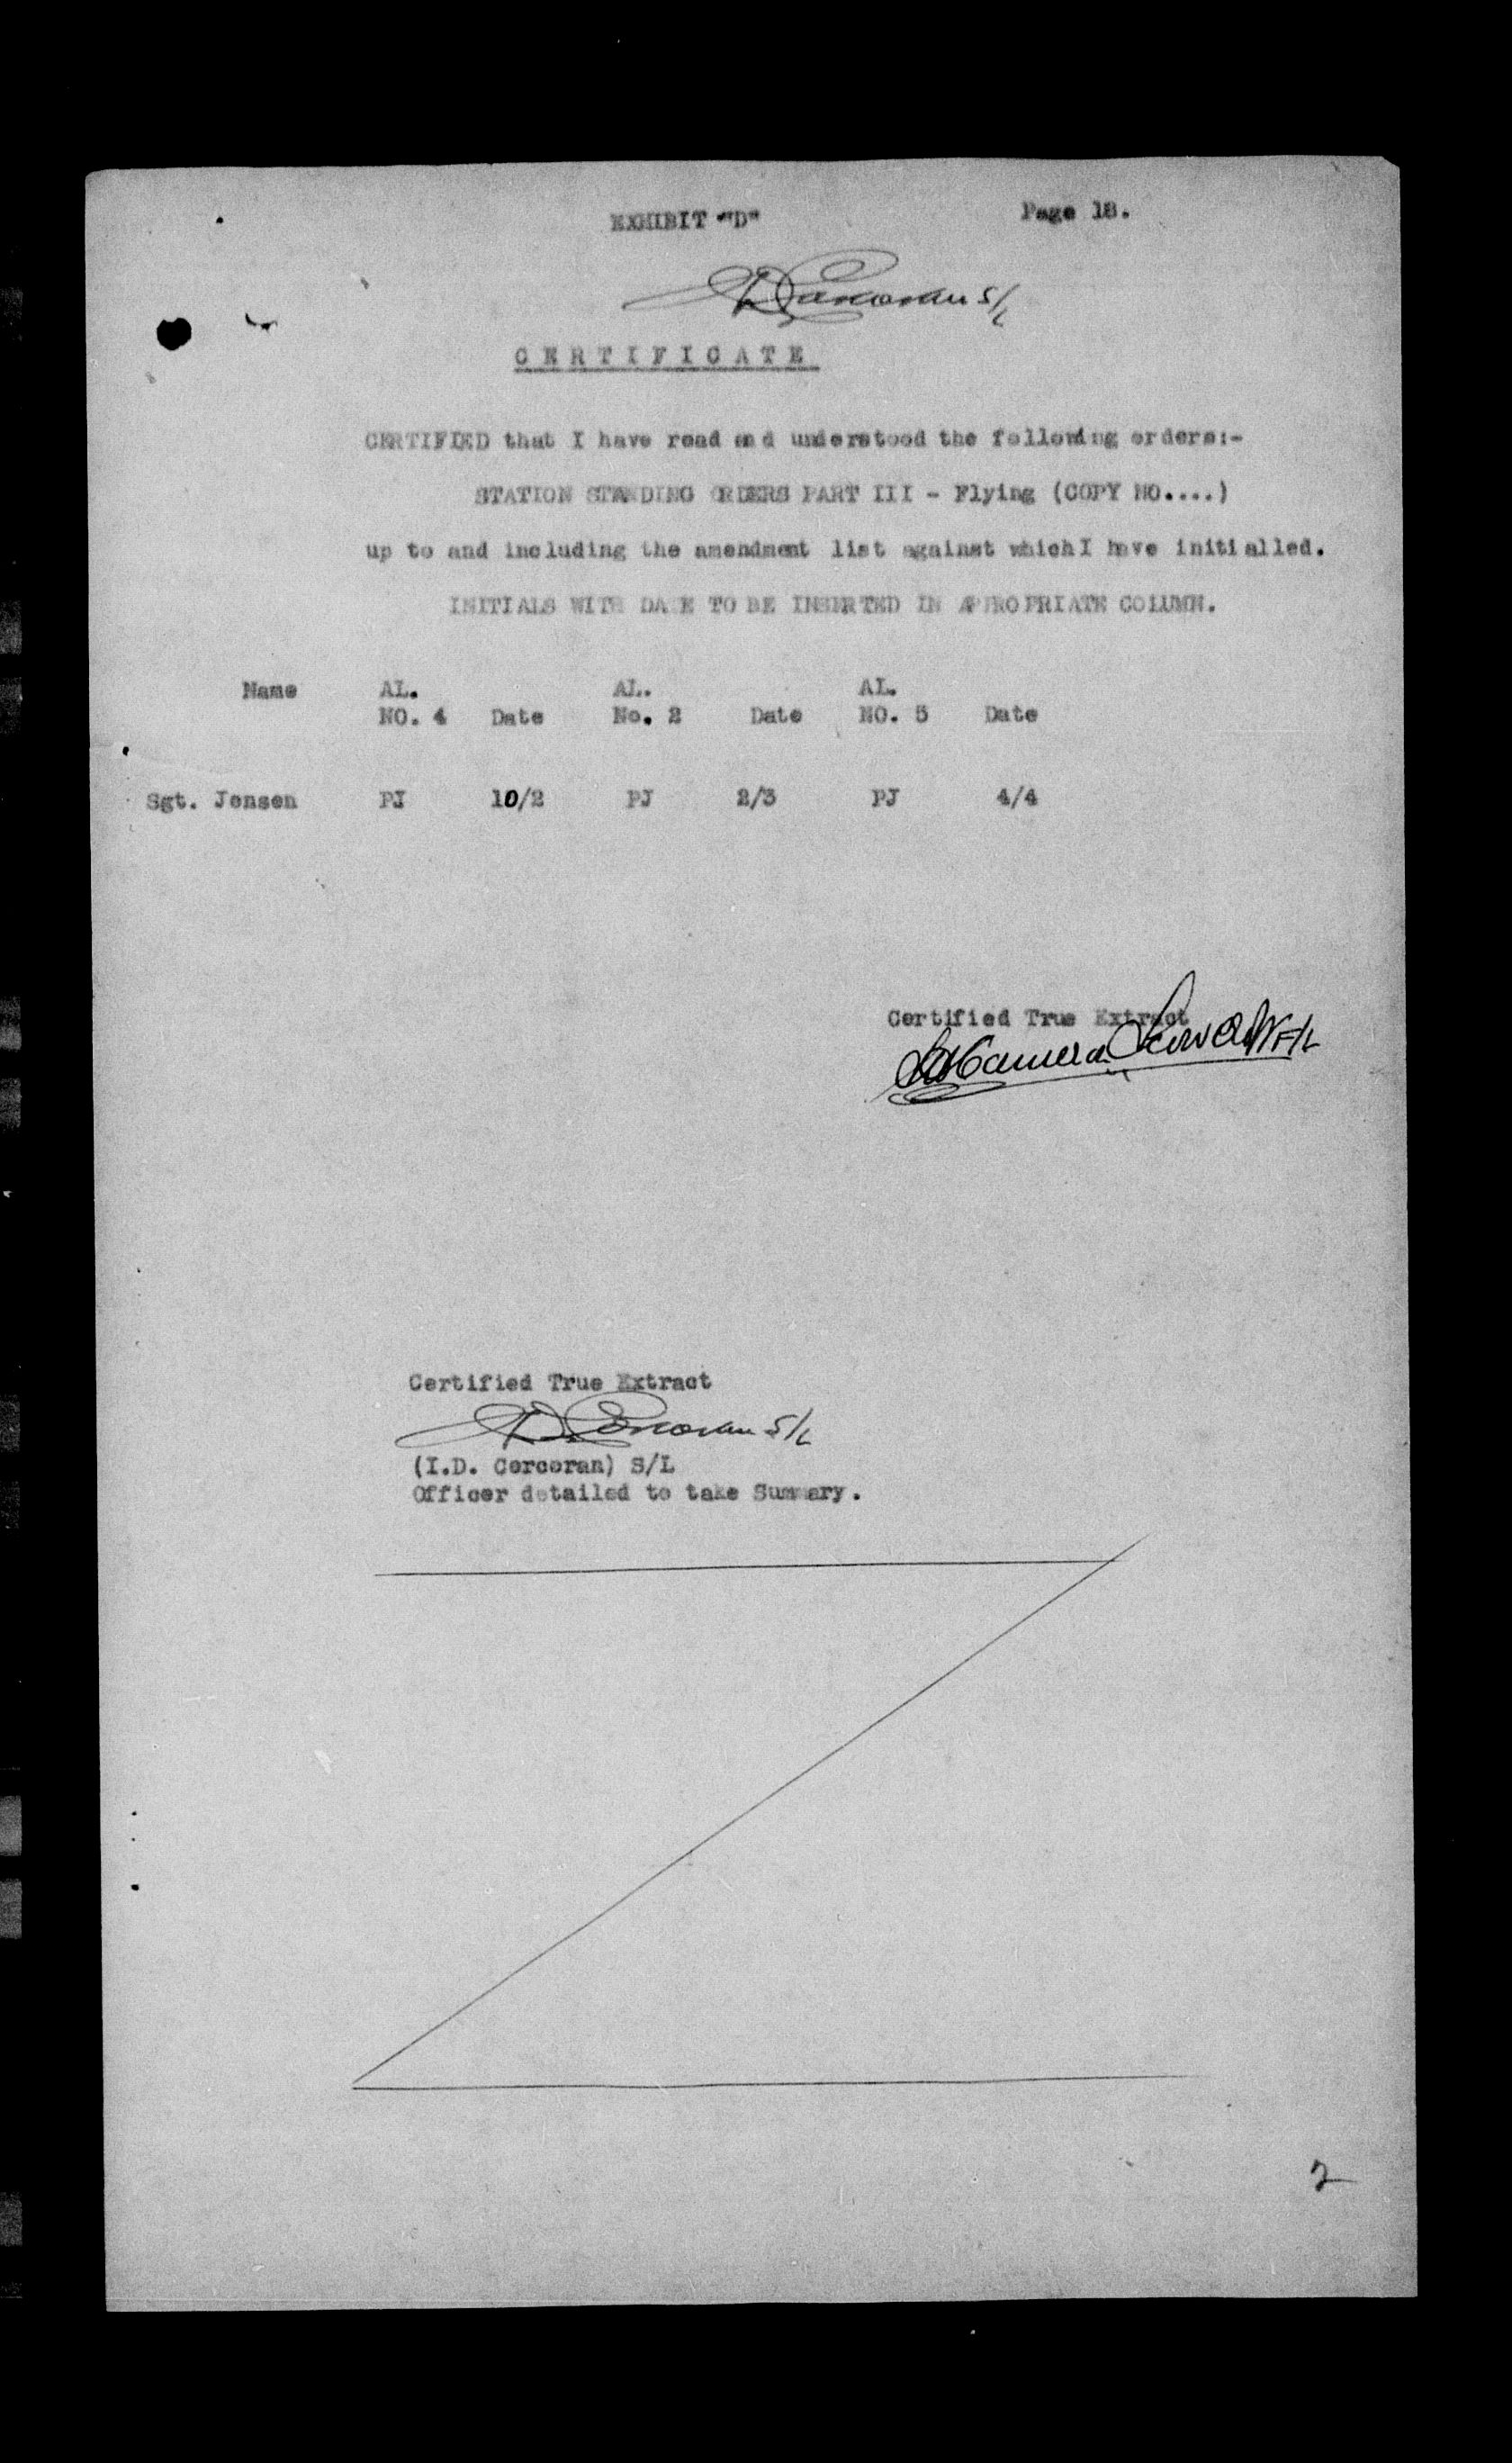 EXHIBIT "D" Page 18.
S/L
CERTIFICATE
CERTIFIED that I have read and understood the following orders:-
STATION STANDING ORDERS PART III - Flying (COPY NO....)
up to and including the amendment list against which I have initialled.
INITIALS WITH DATE TO BE INSERTED IN APPROPRIATE COLUMN.
Name AL. AL. AL.
NO. 4 Date No. 2 Date NO. 5 Date
Sgt. Jensen PJ 10/2 PJ 2/3 PJ 4/4
Certified True Extract
F/L
Certified True Extract
S/L
(I.D. Corcoran) S/L
Officer detailed to take Summary.
2